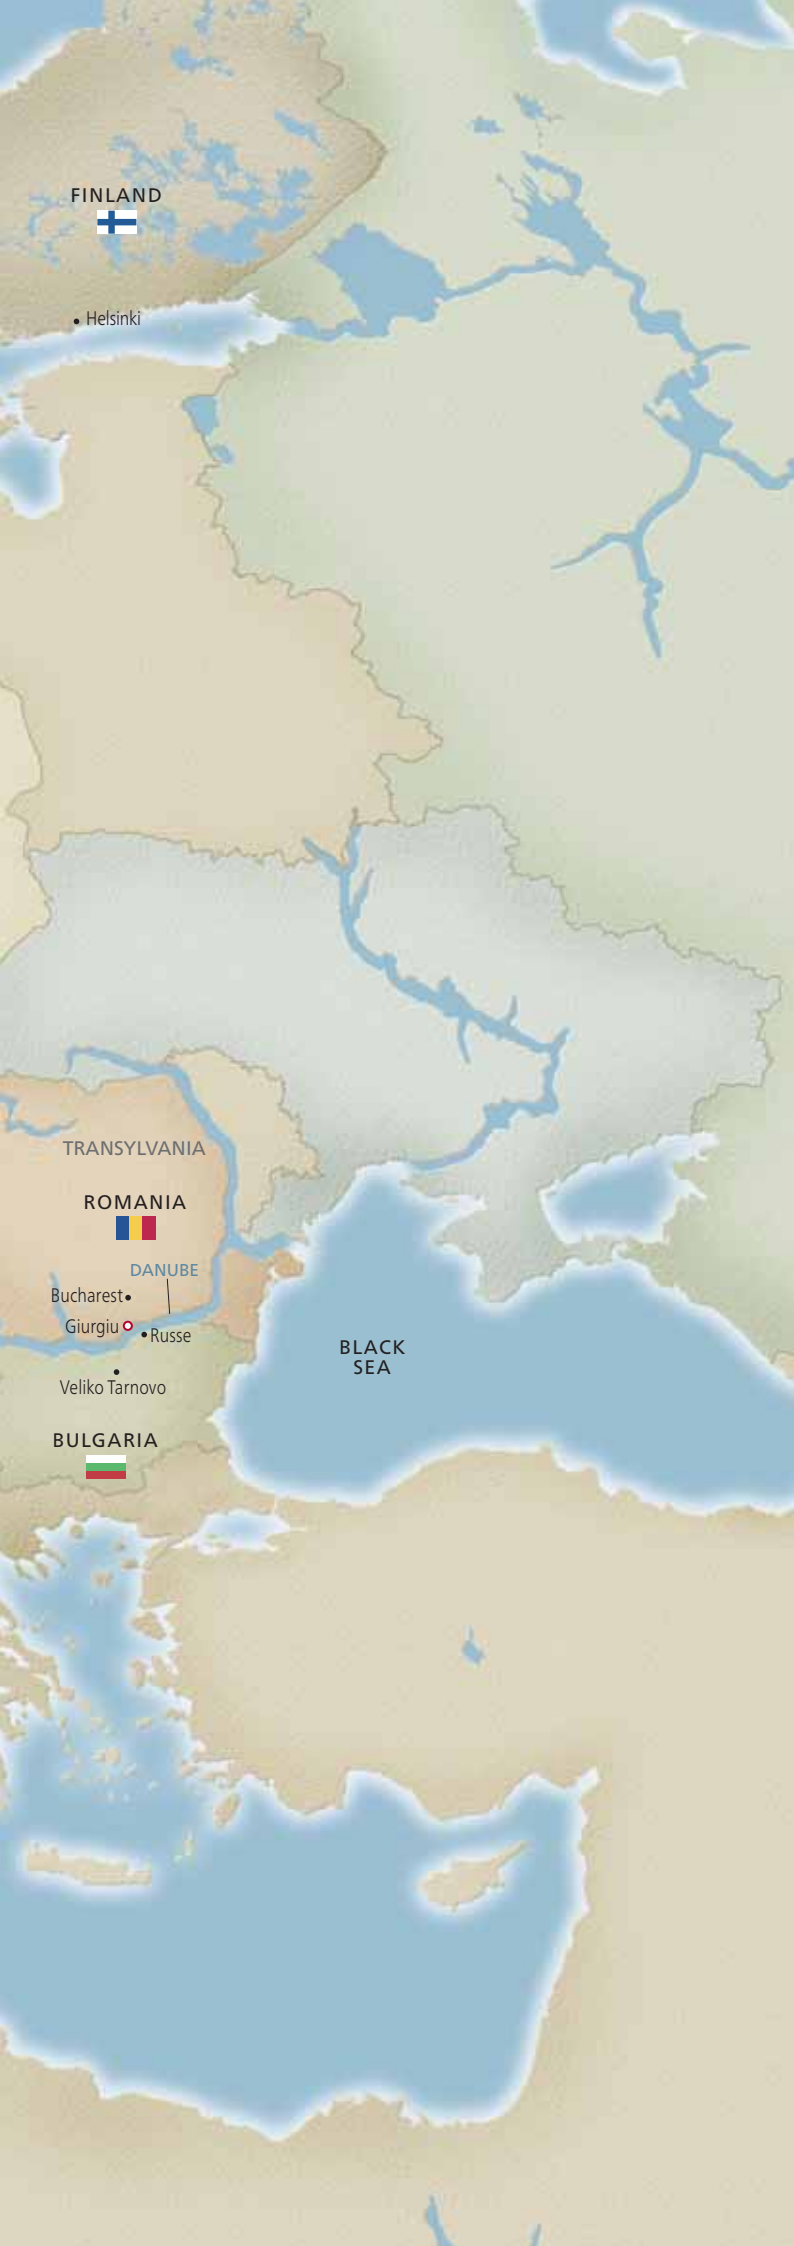 FINLAND
Helsinki
TRANSYLVANIA
ROMANIA
DANUBE
Bucharest
Giurgiu
Russe
BLACK
SEA
Veliko Tarnovo
BULGARIA